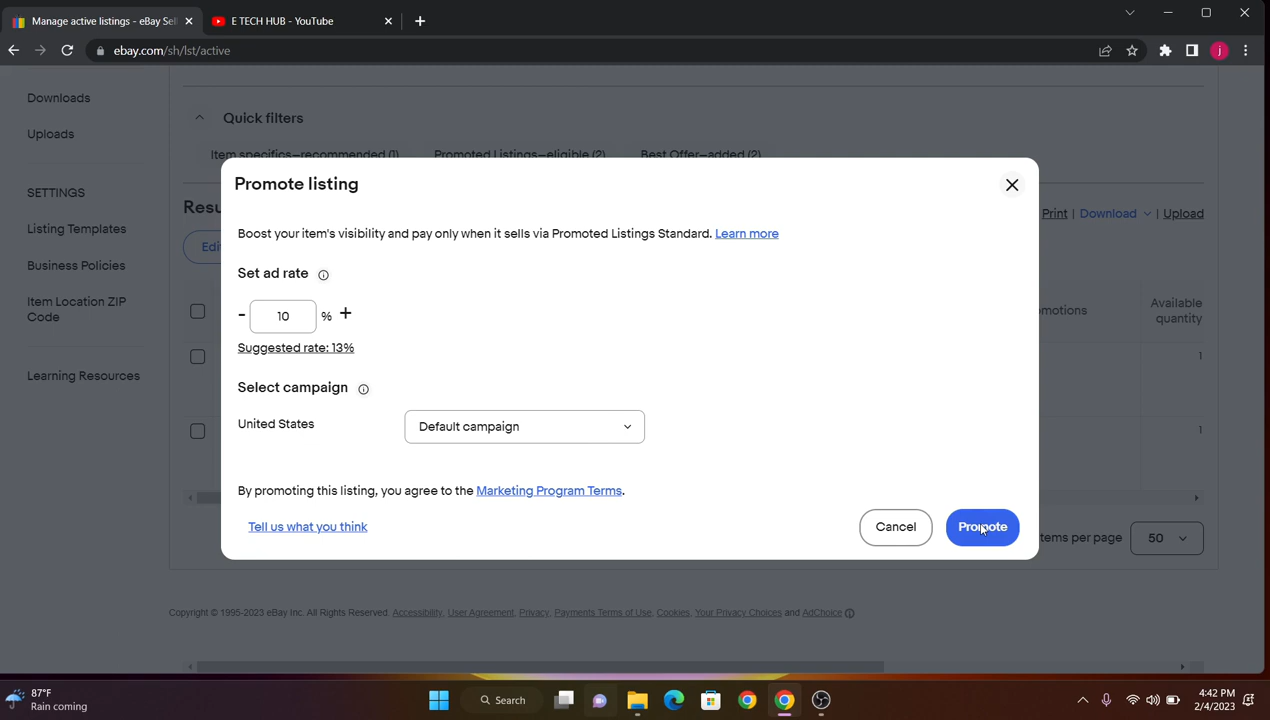 Manage active listings - eBay Sell
E TECH HUB - YouTube
ebay.com/sh/lst/active
j
Downloads
Uploads
SETTINGS
Listing Templates
Business Policies
Item Location ZIP
Code
Learning Resources
Quick filters
Item specifics—recommended (1) Promoted Listings—eligible (2) Best Offer—added (2)
Print | Download | Upload
Available
quantity
1
1
Promote listing
Boost your item's visibility and pay only when it sells via Promoted Listings Standard. Learn more
Set ad rate
- 10 % +
Suggested rate: 13%
Select campaign
United States Default campaign
By promoting this listing, you agree to the Marketing Program Terms.
Tell us what you think Cancel Promote
tems per page 50
Copyright © 1995-2023 eBay Inc. All Rights Reserved. Accessibility, User Agreement, Privacy, Payments Terms of Use, Cookies, Your Privacy Choices and AdChoice
87°F
Rain coming
Search
4:42 PM
2/4/2023